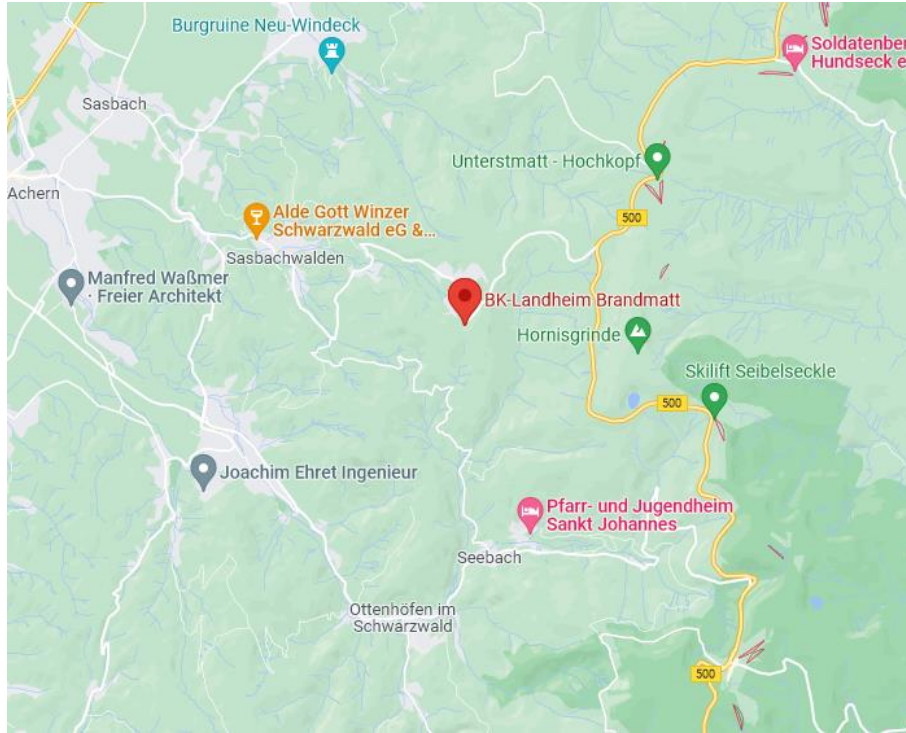 Burgruine Neu-Windeck
Soldatenber
Hundseck e
Sasbach
Unterstmatt - Hochkopf
Achern
Alde Gott Winzer
Schwarzwald eG &...
500
Sasbachwalden
Manfred Waßmer
· Freier Architekt
BK-Landheim Brandmatt
Hornisgrinde
Skilift Seibelseckle
500
Joachim Ehret Ingenieur
Pfarr- und Jugendheim
Sankt Johannes
Seebach
Ottenhöfen im
Schwarzwald
500